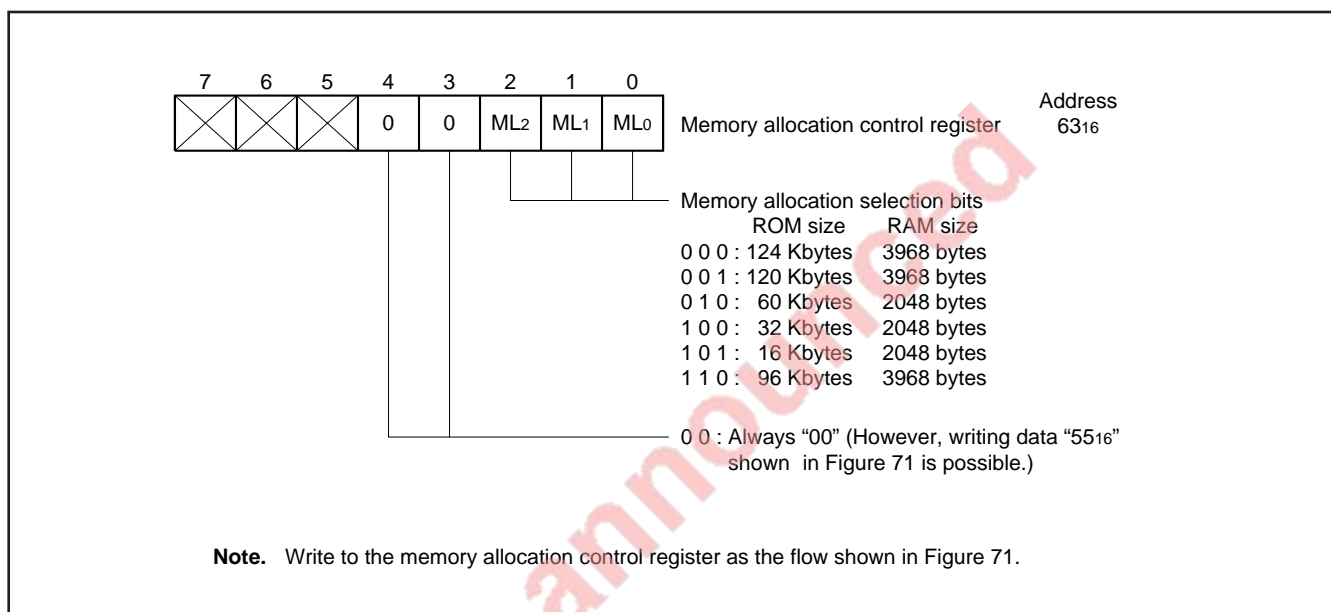 7 6 5 4 3 2 1 0
0 0 ML2 ML1 ML0 Memory allocation control register
Address
6316
Memory allocation selection bits
ROM size RAM size
0 0 0 : 124 Kbytes 3968 bytes
0 0 1 : 120 Kbytes 3968 bytes
0 1 0 : 60 Kbytes 2048 bytes
1 0 0 : 32 Kbytes 2048 bytes
1 0 1 : 16 Kbytes 2048 bytes
1 1 0 : 96 Kbytes 3968 bytes
0 0 : Always “00” (However, writing data “5516”
shown in Figure 71 is possible.)
Note. Write to the memory allocation control register as the flow shown in Figure 71.
announced